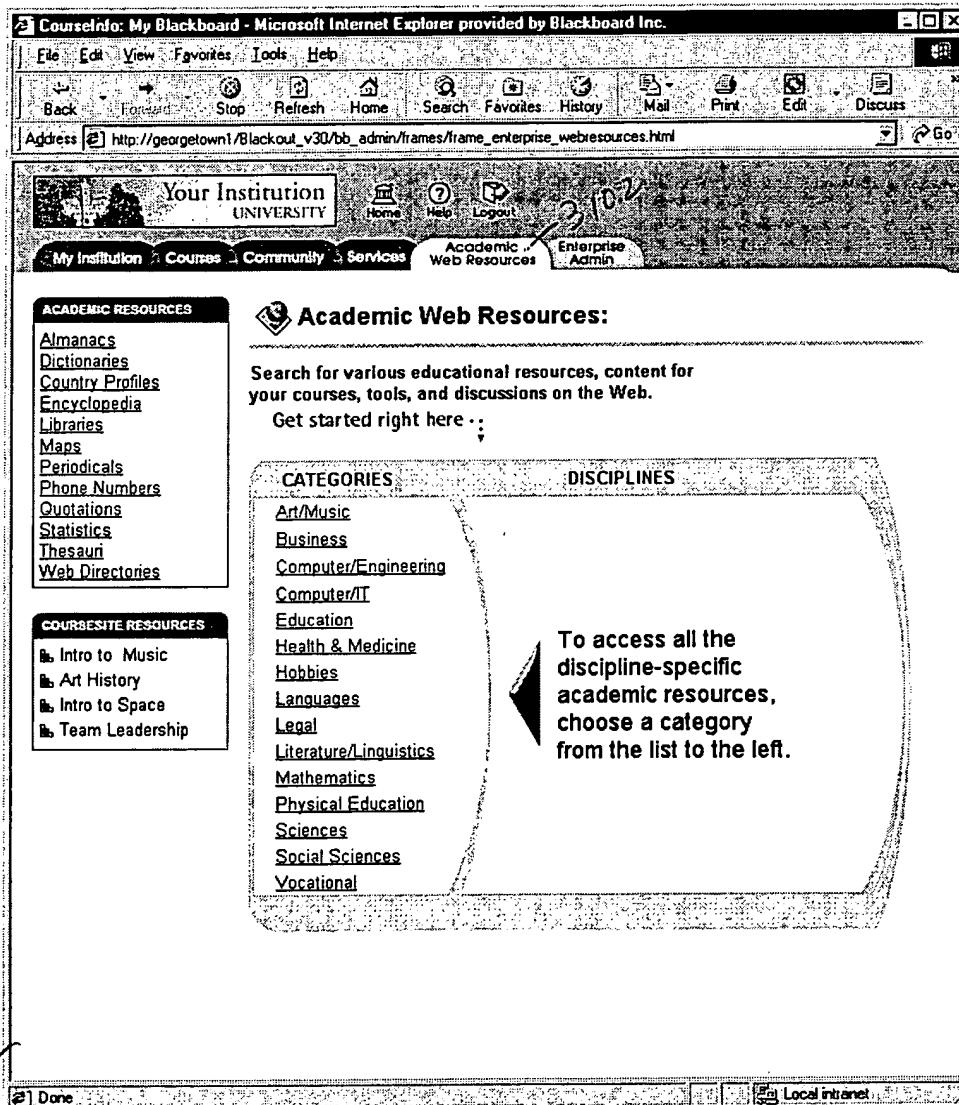 CourseInfo: My Blackboard - Microsoft Internet Explorer provided by Blackboard Inc.
File Edit View Favorites Tools Help
Back Forward Stop Refresh Home Search Favorites History Mail Print Edit Discuss
Address http://georgetown1/Blackout_v30/bb_admin/frames/frame_enterprise_webresources.html Go
Your Institution
UNIVERSITY
Home Help Logout
3102
My Institution Courses Community Services Academic Web Resources Enterprise Admin
ACADEMIC RESOURCES
Almanacs
Dictionaries
Country Profiles
Encyclopedia
Libraries
Maps
Periodicals
Phone Numbers
Quotations
Statistics
Thesauri
Web Directories
COURSESITE RESOURCES
Intro to Music
Art History
Intro to Space
Team Leadership
Academic Web Resources:
Search for various educational resources, content for
your courses, tools, and discussions on the Web.
Get started right here
CATEGORIES DISCIPLINES
Art/Music
Business
Computer/Engineering
Computer/IT
Education
Health & Medicine
Hobbies
Languages
Legal
Literature/Linguistics
Mathematics
Physical Education
Sciences
Social Sciences
Vocational
To access all the
discipline-specific
academic resources,
choose a category
from the list to the left.
Done Local intranet